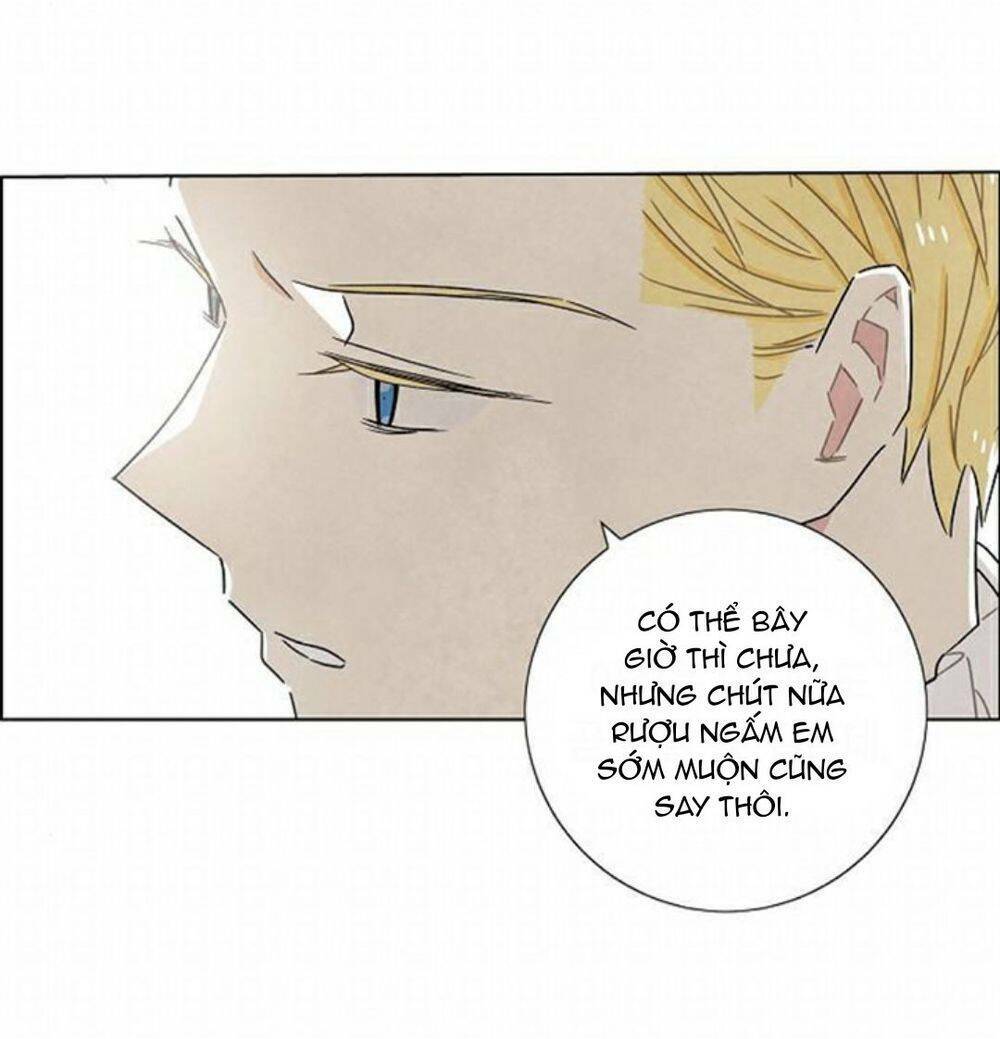 CÓ THỂ BÂY
GIỜ THÌ CHƯA,
NHƯNG CHÚT NỮA
RƯỢU NGẤM EM
SỚM MUỘN CŨNG
SAY THÔI.